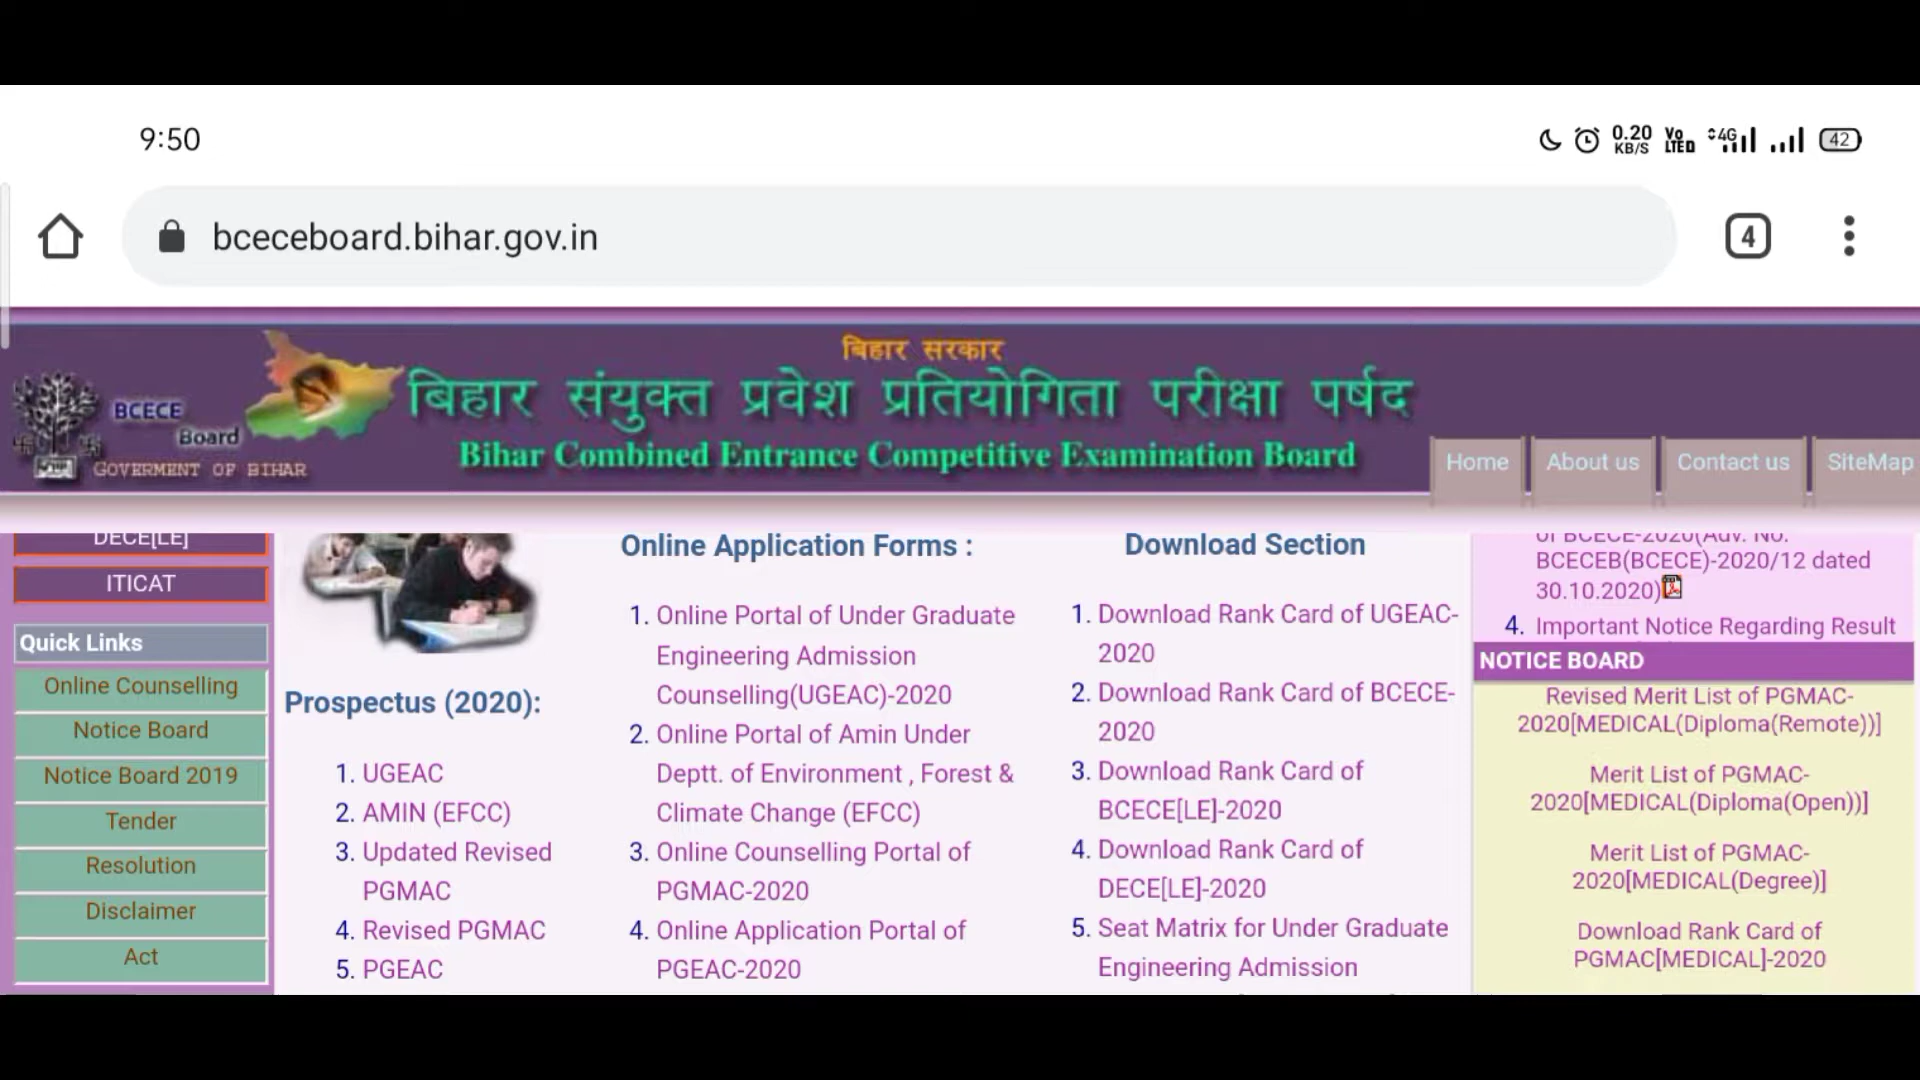 9:50
0.20
KB/S
Vo
LTED
4G
42
bceceboard.bihar.gov.in
4
बिहार सरकार
बिहार संयुक्त प्रवेश प्रतियोगिता परीक्षा पर्षद
Bihar Combined Entrance Competitive Examination Board
BCECE
Board
GOVERMENT OF BIHAR
Home
About us
Contact us
SiteMap
DECE[LE]
ITICAT
Quick Links
Online Counselling
Notice Board
Notice Board 2019
Tender
Resolution
Disclaimer
Act
Prospectus (2020):
1. UGEAC
2. AMIN (EFCC)
3. Updated Revised
PGMAC
4. Revised PGMAC
5. PGEAC
Online Application Forms :
1. Online Portal of Under Graduate
Engineering Admission
Counselling(UGEAC)-2020
2. Online Portal of Amin Under
Deptt. of Environment , Forest &
Climate Change (EFCC)
3. Online Counselling Portal of
PGMAC-2020
4. Online Application Portal of
PGEAC-2020
Download Section
1. Download Rank Card of UGEAC-
2020
2. Download Rank Card of BCECE-
2020
3. Download Rank Card of
BCECE[LE]-2020
4. Download Rank Card of
DECE[LE]-2020
5. Seat Matrix for Under Graduate
Engineering Admission
of BCECE-2020(Adv. No.
BCECEB(BCECE)-2020/12 dated
30.10.2020)
4. Important Notice Regarding Result
NOTICE BOARD
Revised Merit List of PGMAC-
2020[MEDICAL(Diploma(Remote))]
Merit List of PGMAC-
2020[MEDICAL(Diploma(Open))]
Merit List of PGMAC-
2020[MEDICAL(Degree)]
Download Rank Card of
PGMAC[MEDICAL]-2020